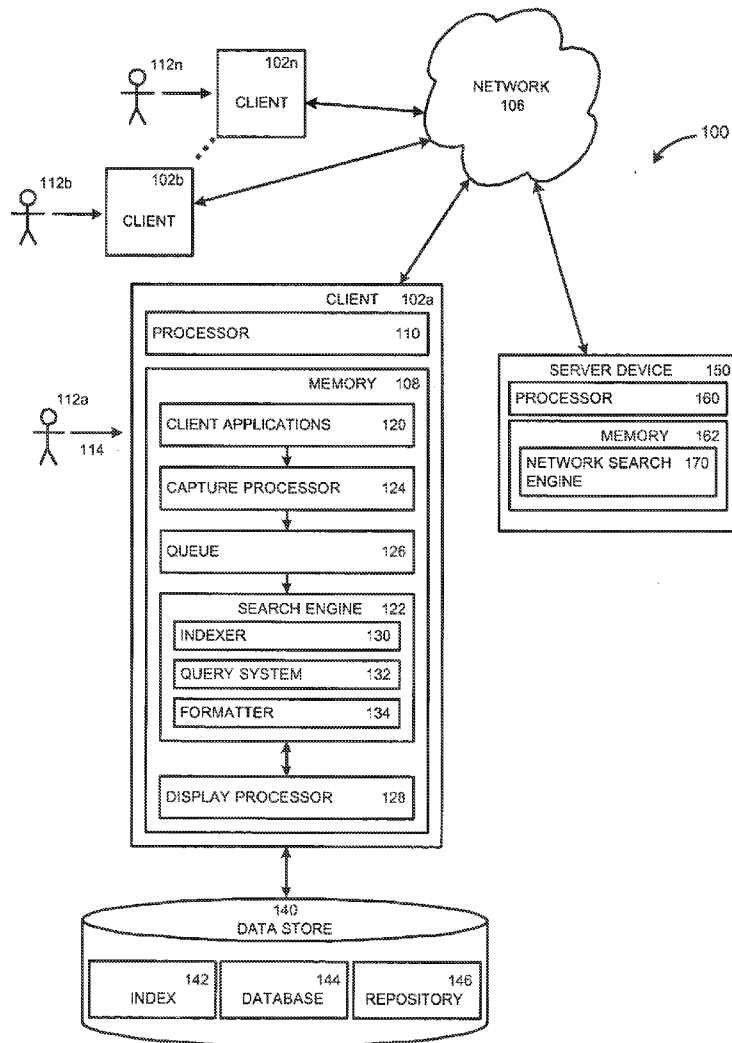 112n
102n
CLIENT
NETWORK
106
100
112b
102b
CLIENT
CLIENT 102a
PROCESSOR 110
MEMORY 108
112a
114
CLIENT APPLICATIONS 120
CAPTURE PROCESSOR 124
QUEUE 126
SEARCH ENGINE 122
INDEXER 130
QUERY SYSTEM 132
FORMATTER 134
DISPLAY PROCESSOR 128
SERVER DEVICE 150
PROCESSOR 160
MEMORY 162
NETWORK SEARCH 170
ENGINE
140
DATA STORE
142
INDEX
144
DATABASE
146
REPOSITORY